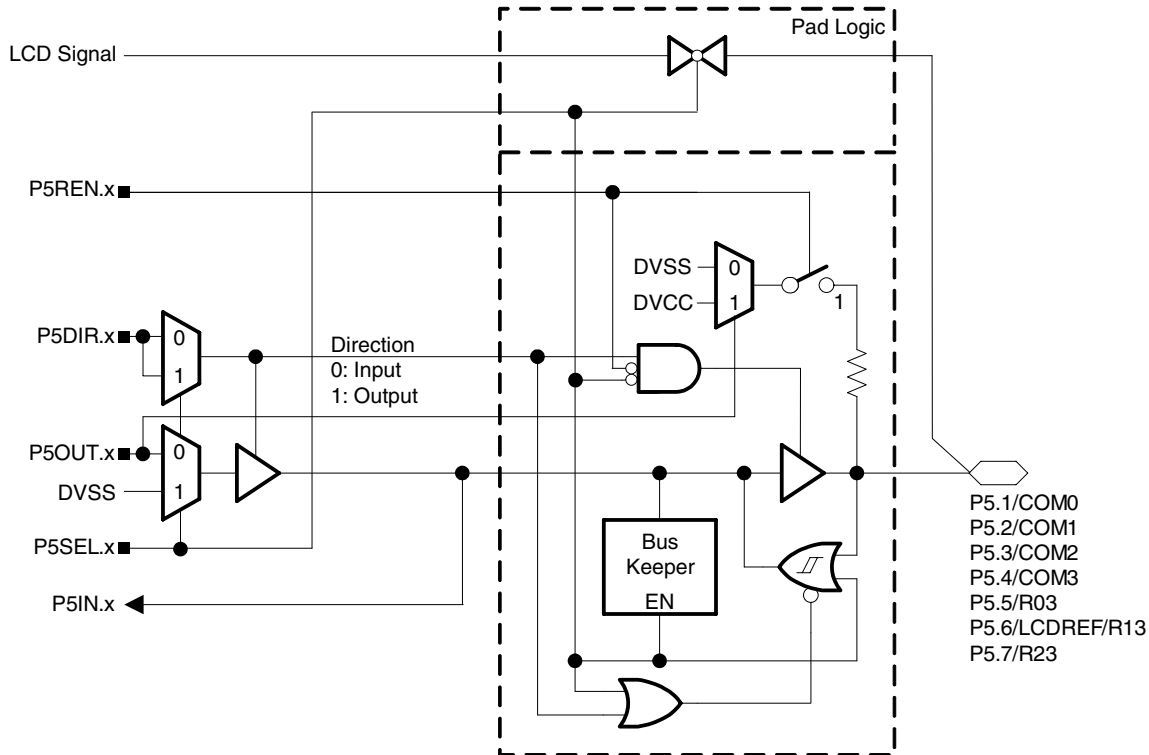 Pad Logic
LCD Signal
P5REN.x
DVSS
0
DVCC
1
1
P5DIR.x
0
1
Direction
0: Input
1: Output
P5OUT.x
0
DVSS
1
P5SEL.x
P5IN.x
Bus
Keeper
EN
P5.1/COM0
P5.2/COM1
P5.3/COM2
P5.4/COM3
P5.5/R03
P5.6/LCDREF/R13
P5.7/R23